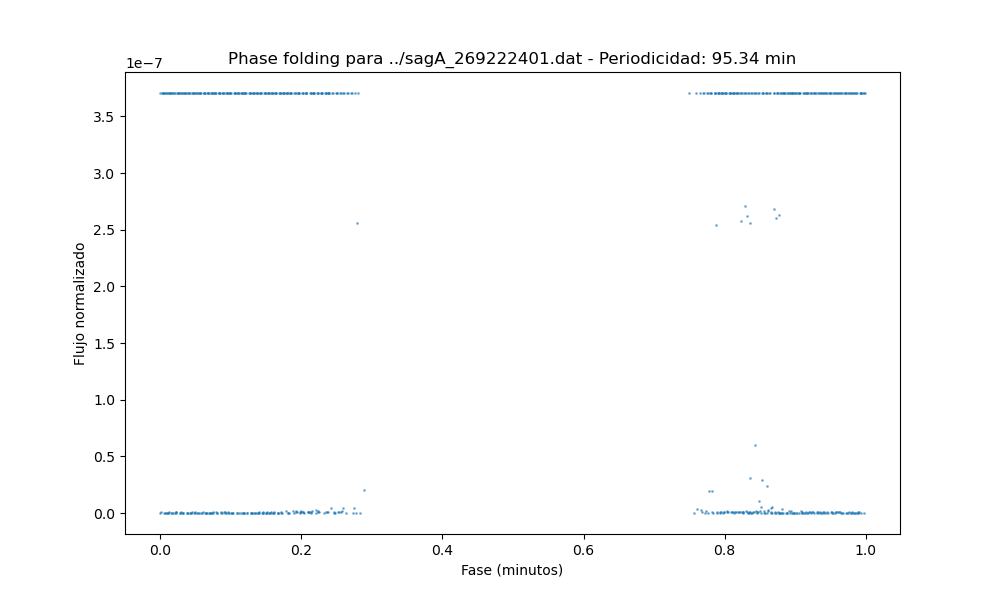 Phase folding para ../sagA_269222401.dat - Periodicidad: 95.34 min
1e−7
3.5
3.0
2.5
2.0
1.5
1.0
0.5
0.0
Flujo normalizado
0.0 0.2 0.4 0.6 0.8 1.0
Fase (minutos)